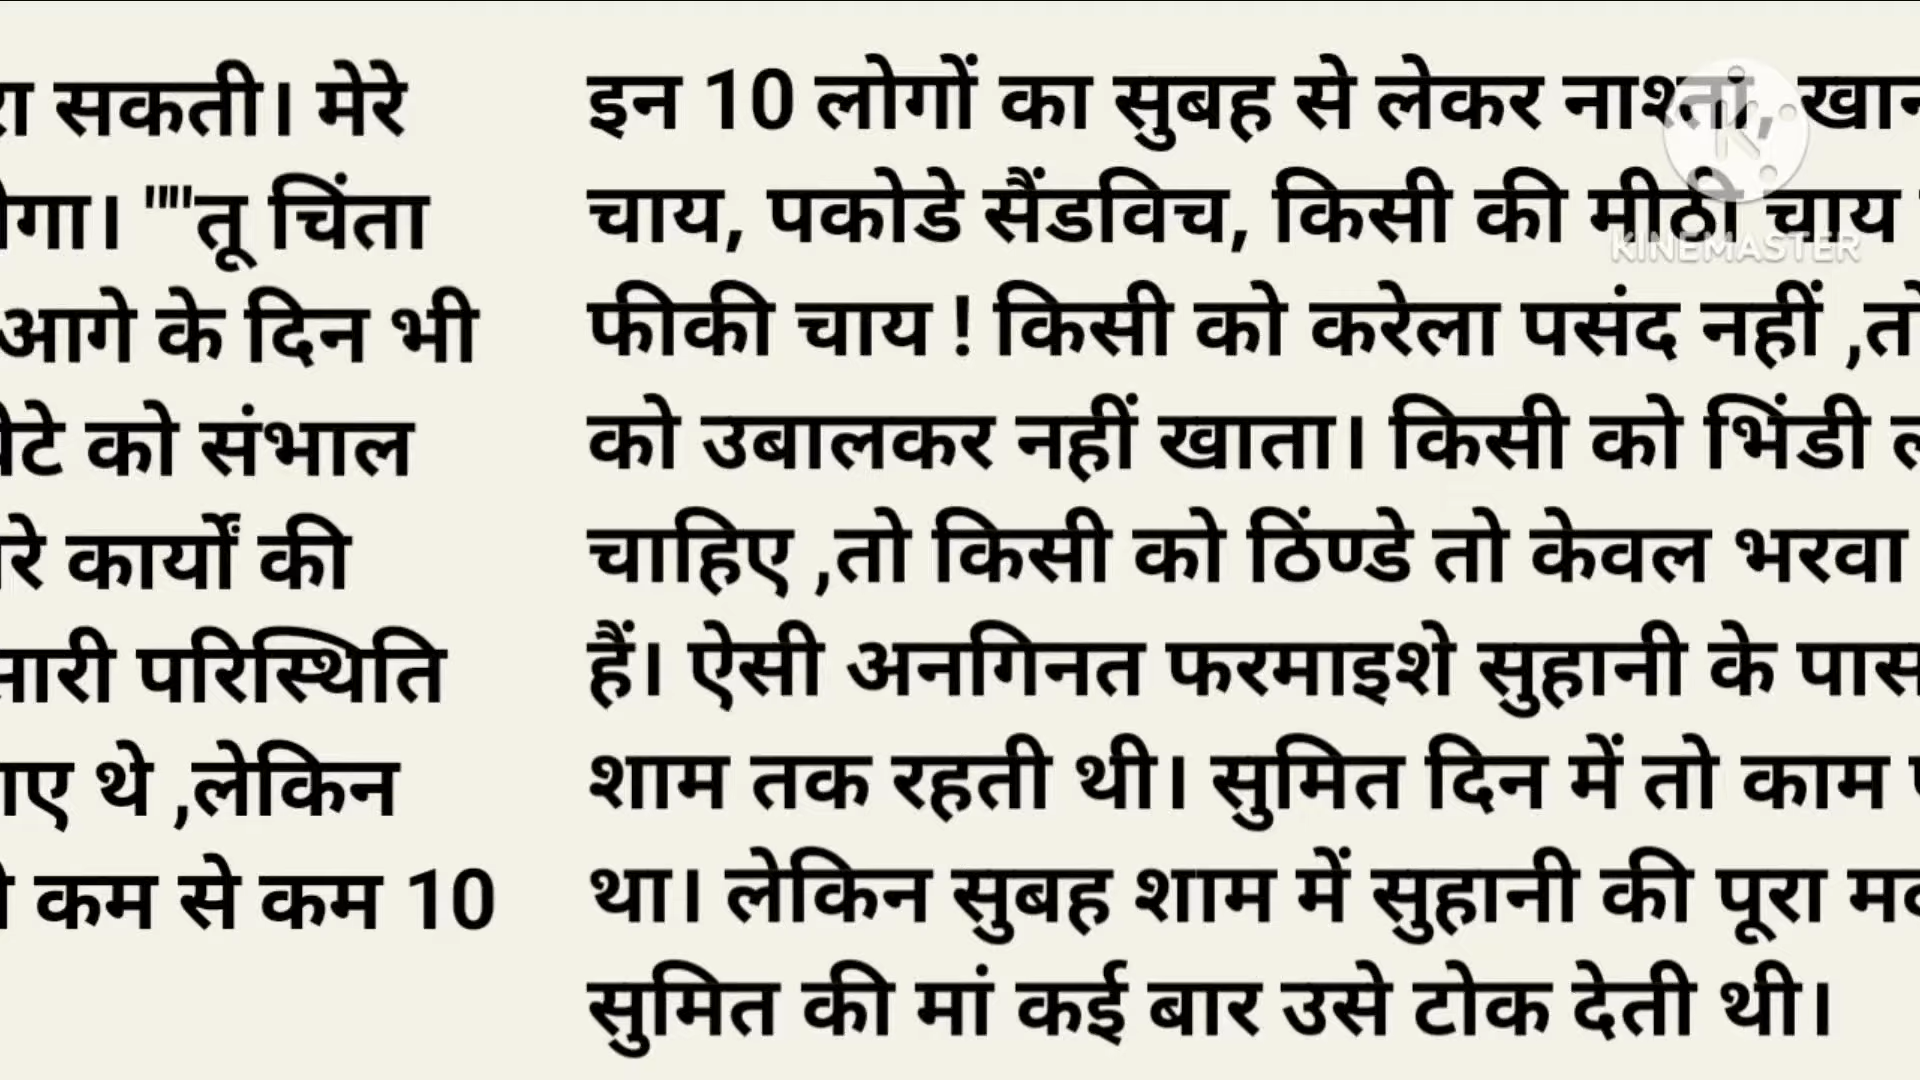 सकती। मेरे
""तू चिंता
आगे के दिन भी
को संभाल
कार्यों की
परिस्थिति
थे ,लेकिन
कम से कम 10
इन 10 लोगों का सुबह से लेकर नाश्ता,
चाय, पकोडे सैंडविच, किसी की मीठी चाय
फीकी चाय ! किसी को करेला पसंद नहीं ,तो
को उबालकर नहीं खाता। किसी को भिंडी
चाहिए ,तो किसी को ठिंण्डे तो केवल भरवा
हैं। ऐसी अनगिनत फरमाइशे सुहानी के पास
शाम तक रहती थी। सुमित दिन में तो काम
था। लेकिन सुबह शाम में सुहानी की पूरा
सुमित की मां कई बार उसे टोक देती थी।
KINEMASTER